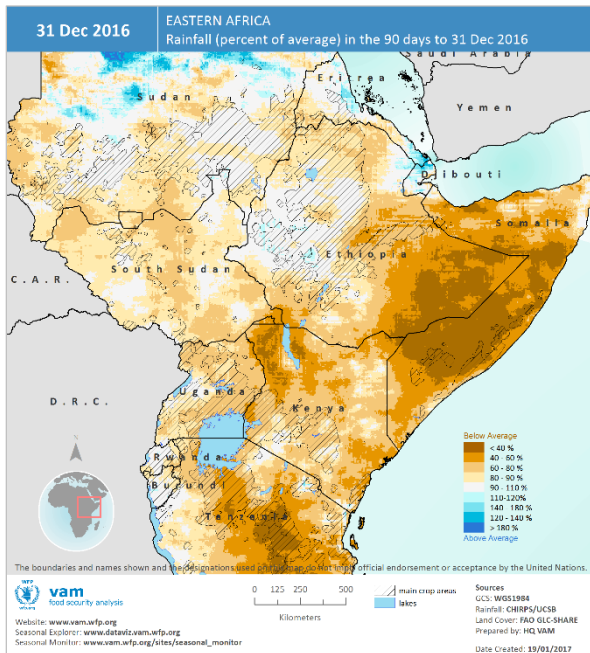 31 Dec 2016
EASTERN AFRICA
Rainfall (percent of average) in the 90 days to 31 Dec 2016
Saudi Arabia
Eritrea
Sudan
Yemen
Djibouti
Somalia
Ethiopia
South Sudan
C.A.R.
Uganda
D.R.C.
Kenya
Rwanda
Burundi
Tanzania
N
Below Average
< 40 %
40 - 60 %
60 - 80 %
80 - 90 %
90 - 110 %
110-120%
140 - 180 %
120 - 140 %
> 180 %
Above Average
The boundaries and names shown and the designations used on this map do not imply official endorsement or acceptance by the United Nations.
WFP
wfp.org
vam
food security analysis
0 125 250 500
Kilometers
main crop areas
lakes
Website: www.vam.wfp.org
Seasonal Explorer: www.dataviz.vam.wfp.org
Seasonal Monitor: www.vam.wfp.org/sites/seasonal_monitor
Sources
GCS: WGS1984
Rainfall: CHIRPS/UCSB
Land Cover: FAO GLC-SHARE
Prepared by: HQ VAM
Date Created: 19/01/2017